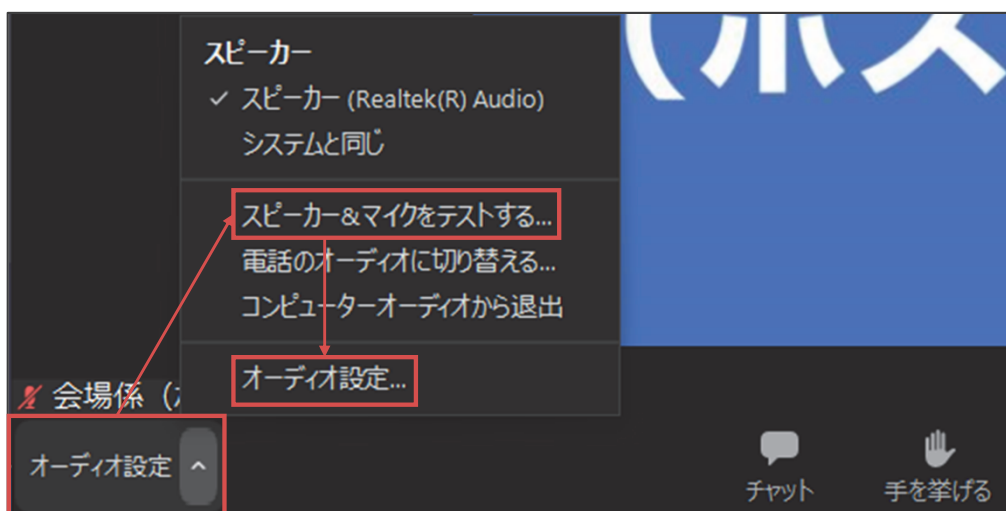 (ホス
スピーカー
スピーカー (Realtek(R) Audio)
システムと同じ
スピーカー&マイクをテストする...
電話のオーディオに切り替える...
コンピューターオーディオから退出
オーディオ設定...
会場係 (
オーディオ設定
チャット
手を挙げる